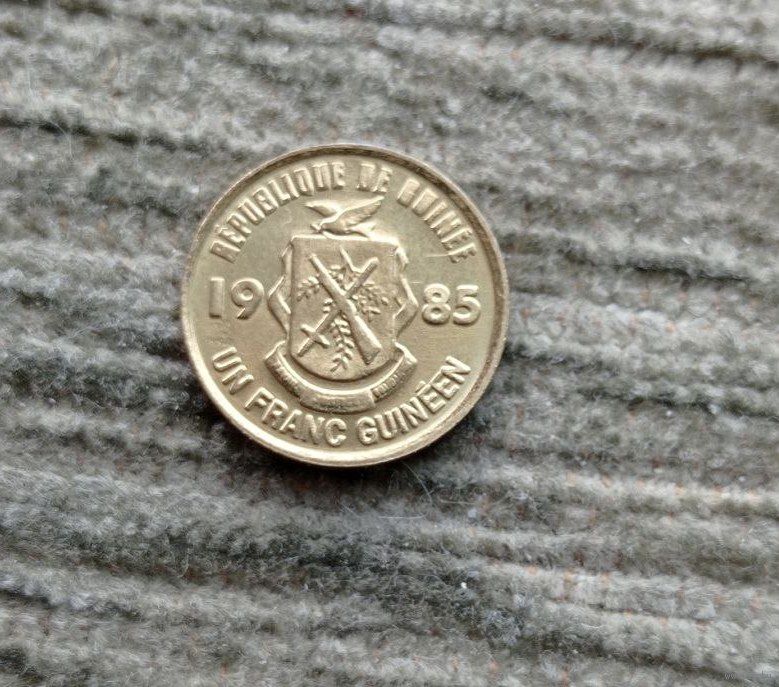 RÉPUBLIQUE DE GUINÉE
1985
UN FRANC GUINÉEN